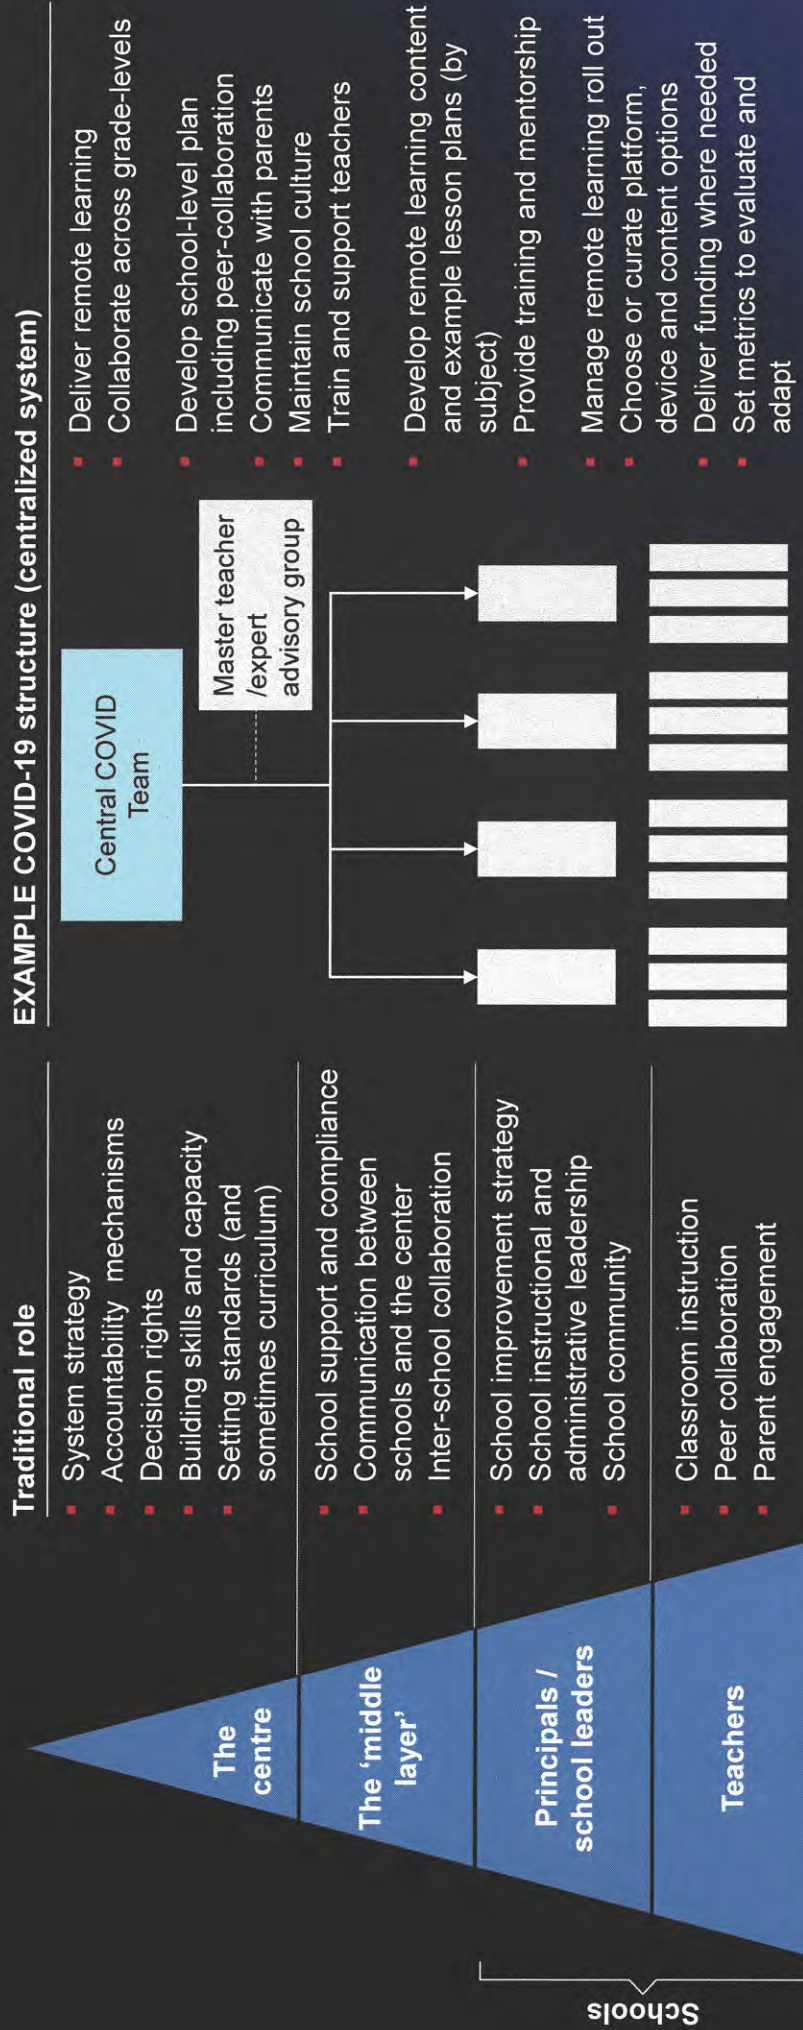 Traditional role
EXAMPLE COVID-19 structure (centralized system)
Schools
The
centre
The ‘middle
layer’
Principals /
school leaders
Teachers
▪ System strategy
▪ Accountability mechanisms
▪ Decision rights
▪ Building skills and capacity
▪ Setting standards (and
sometimes curriculum)
▪ School support and compliance
▪ Communication between
schools and the center
▪ Inter-school collaboration
▪ School improvement strategy
▪ School instructional and
administrative leadership
▪ School community
▪ Classroom instruction
▪ Peer collaboration
▪ Parent engagement
Central COVID
Team
Master teacher
/expert
advisory group
▪ Deliver remote learning
▪ Collaborate across grade-levels
▪ Develop school-level plan
including peer-collaboration
▪ Communicate with parents
▪ Maintain school culture
▪ Train and support teachers
▪ Develop remote learning content
and example lesson plans (by
subject)
▪ Provide training and mentorship
▪ Manage remote learning roll out
▪ Choose or curate platform,
device and content options
▪ Deliver funding where needed
▪ Set metrics to evaluate and
adapt